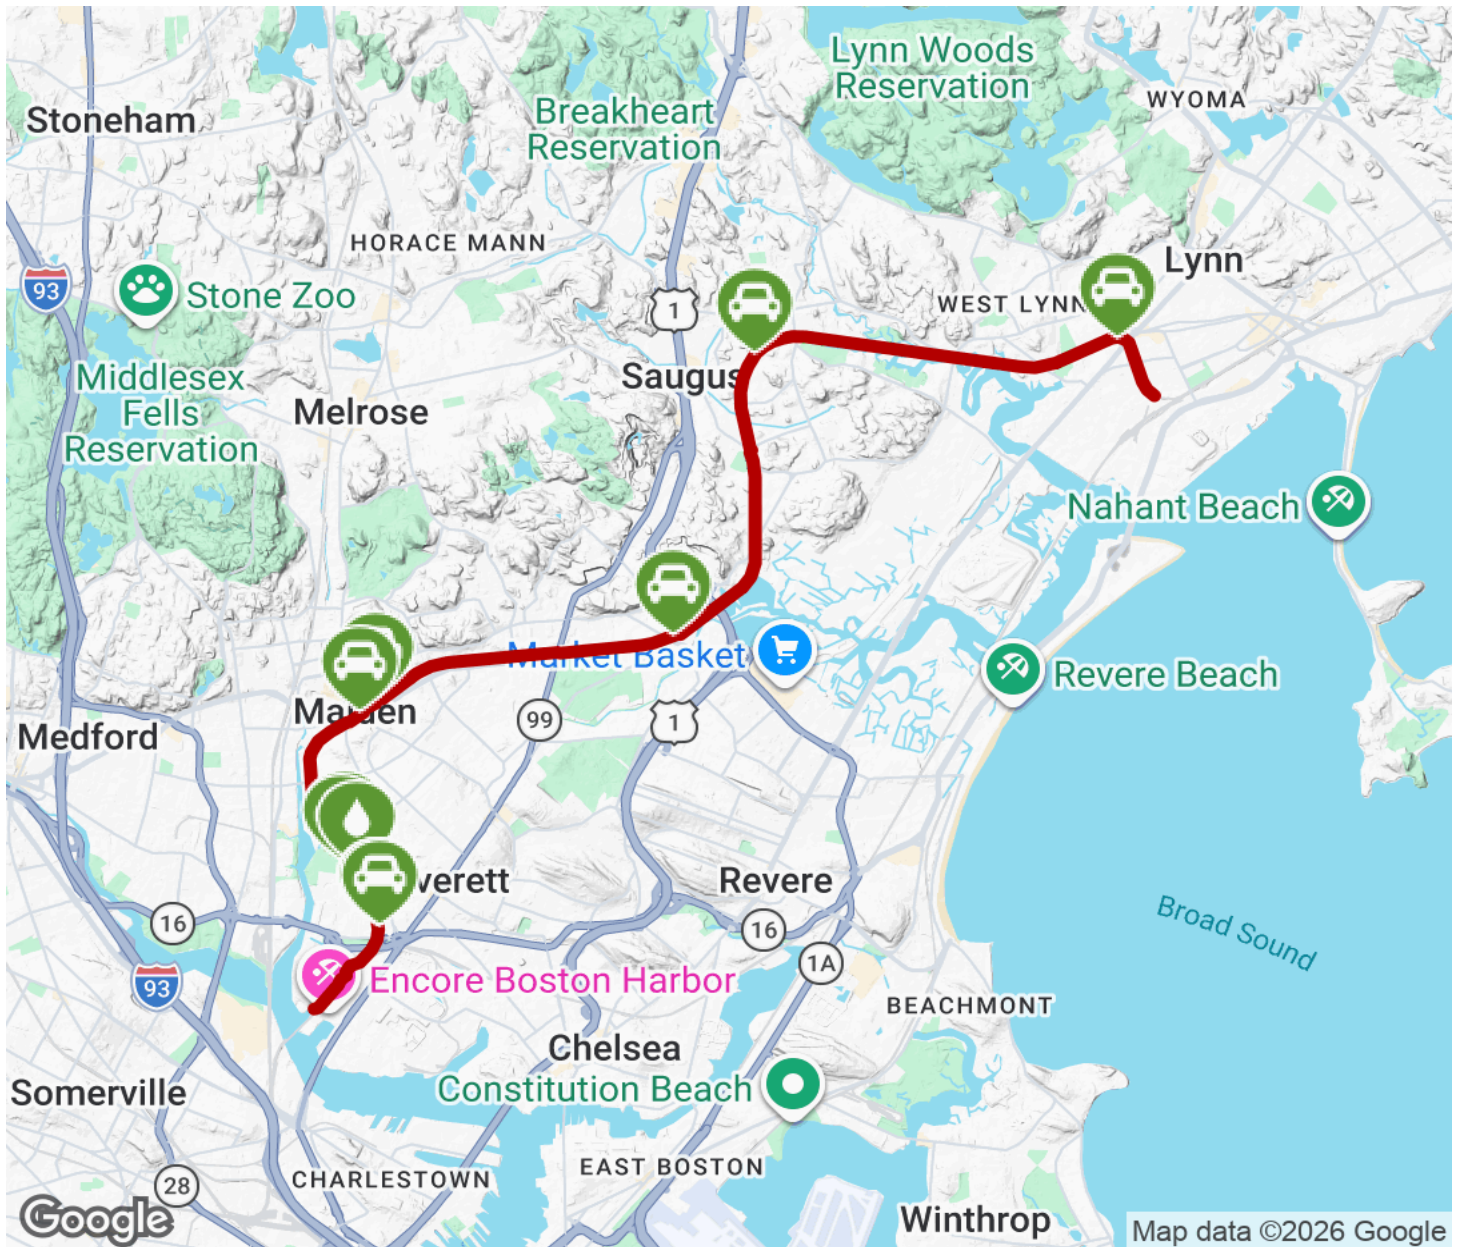 Lynn Woods
Reservation
WYOMA
Stoneham
Breakheart
Reservation
HORACE MANN
Lynn
93
Stone Zoo
1
WEST LYNN
Middlesex
Fells
Reservation
Saugus
Melrose
Nahant Beach
Market Basket
Revere Beach
Malden
99
1
Medford
Everett
Revere
16
16
Broad Sound
1A
93
Encore Boston Harbor
BEACHMONT
Chelsea
Constitution Beach
Somerville
EAST BOSTON
CHARLESTOWN
28
Winthrop
Google
Map data ©2026 Google